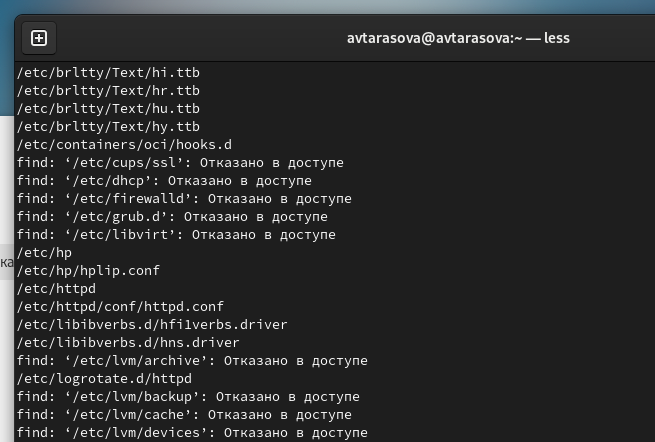 avtarasova@avtarasova:~ — less
/etc/brltty/Text/hi.ttb
/etc/brltty/Text/hr.ttb
/etc/brltty/Text/hu.ttb
/etc/brltty/Text/hy.ttb
/etc/containers/oci/hooks.d
find: ‘/etc/cups/ssl’: Отказано в доступе
find: ‘/etc/dhcp’: Отказано в доступе
find: ‘/etc/firewalld’: Отказано в доступе
find: ‘/etc/grub.d’: Отказано в доступе
find: ‘/etc/libvirt’: Отказано в доступе
ка
/etc/hp
/etc/hp/hplip.conf
/etc/httpd
/etc/httpd/conf/httpd.conf
/etc/libibverbs.d/hfi1verbs.driver
/etc/libibverbs.d/hns.driver
find: ‘/etc/lvm/archive’: Отказано в доступе
/etc/logrotate.d/httpd
find: ‘/etc/lvm/backup’: Отказано в доступе
find: ‘/etc/lvm/cache’: Отказано в доступе
find: ‘/etc/lvm/devices’: Отказано в доступе